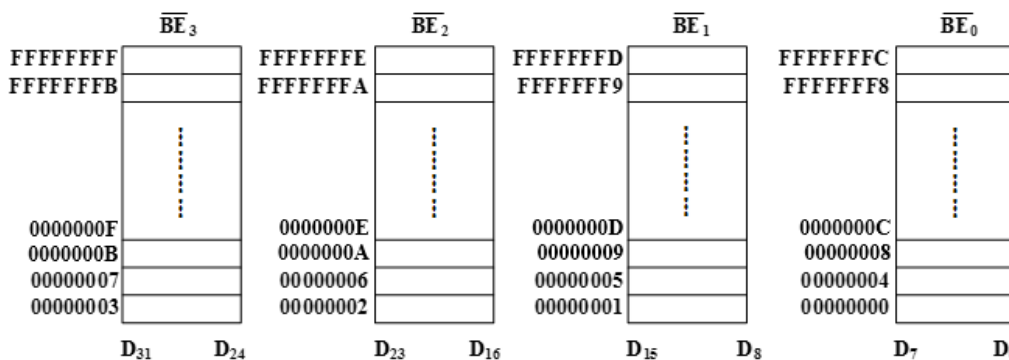 BE3 BE2 BE1 BE0
FFFFFFFF FFFFFFFE FFFFFFFD FFFFFFFC
FFFFFFFB FFFFFFFA FFFFFFF9 FFFFFFF8
0000000F 0000000E 0000000D 0000000C
0000000B 0000000A 00000009 00000008
00000007 00000006 00000005 00000004
00000003 00000002 00000001 00000000
D31 D24 D23 D16 D15 D8 D7 D